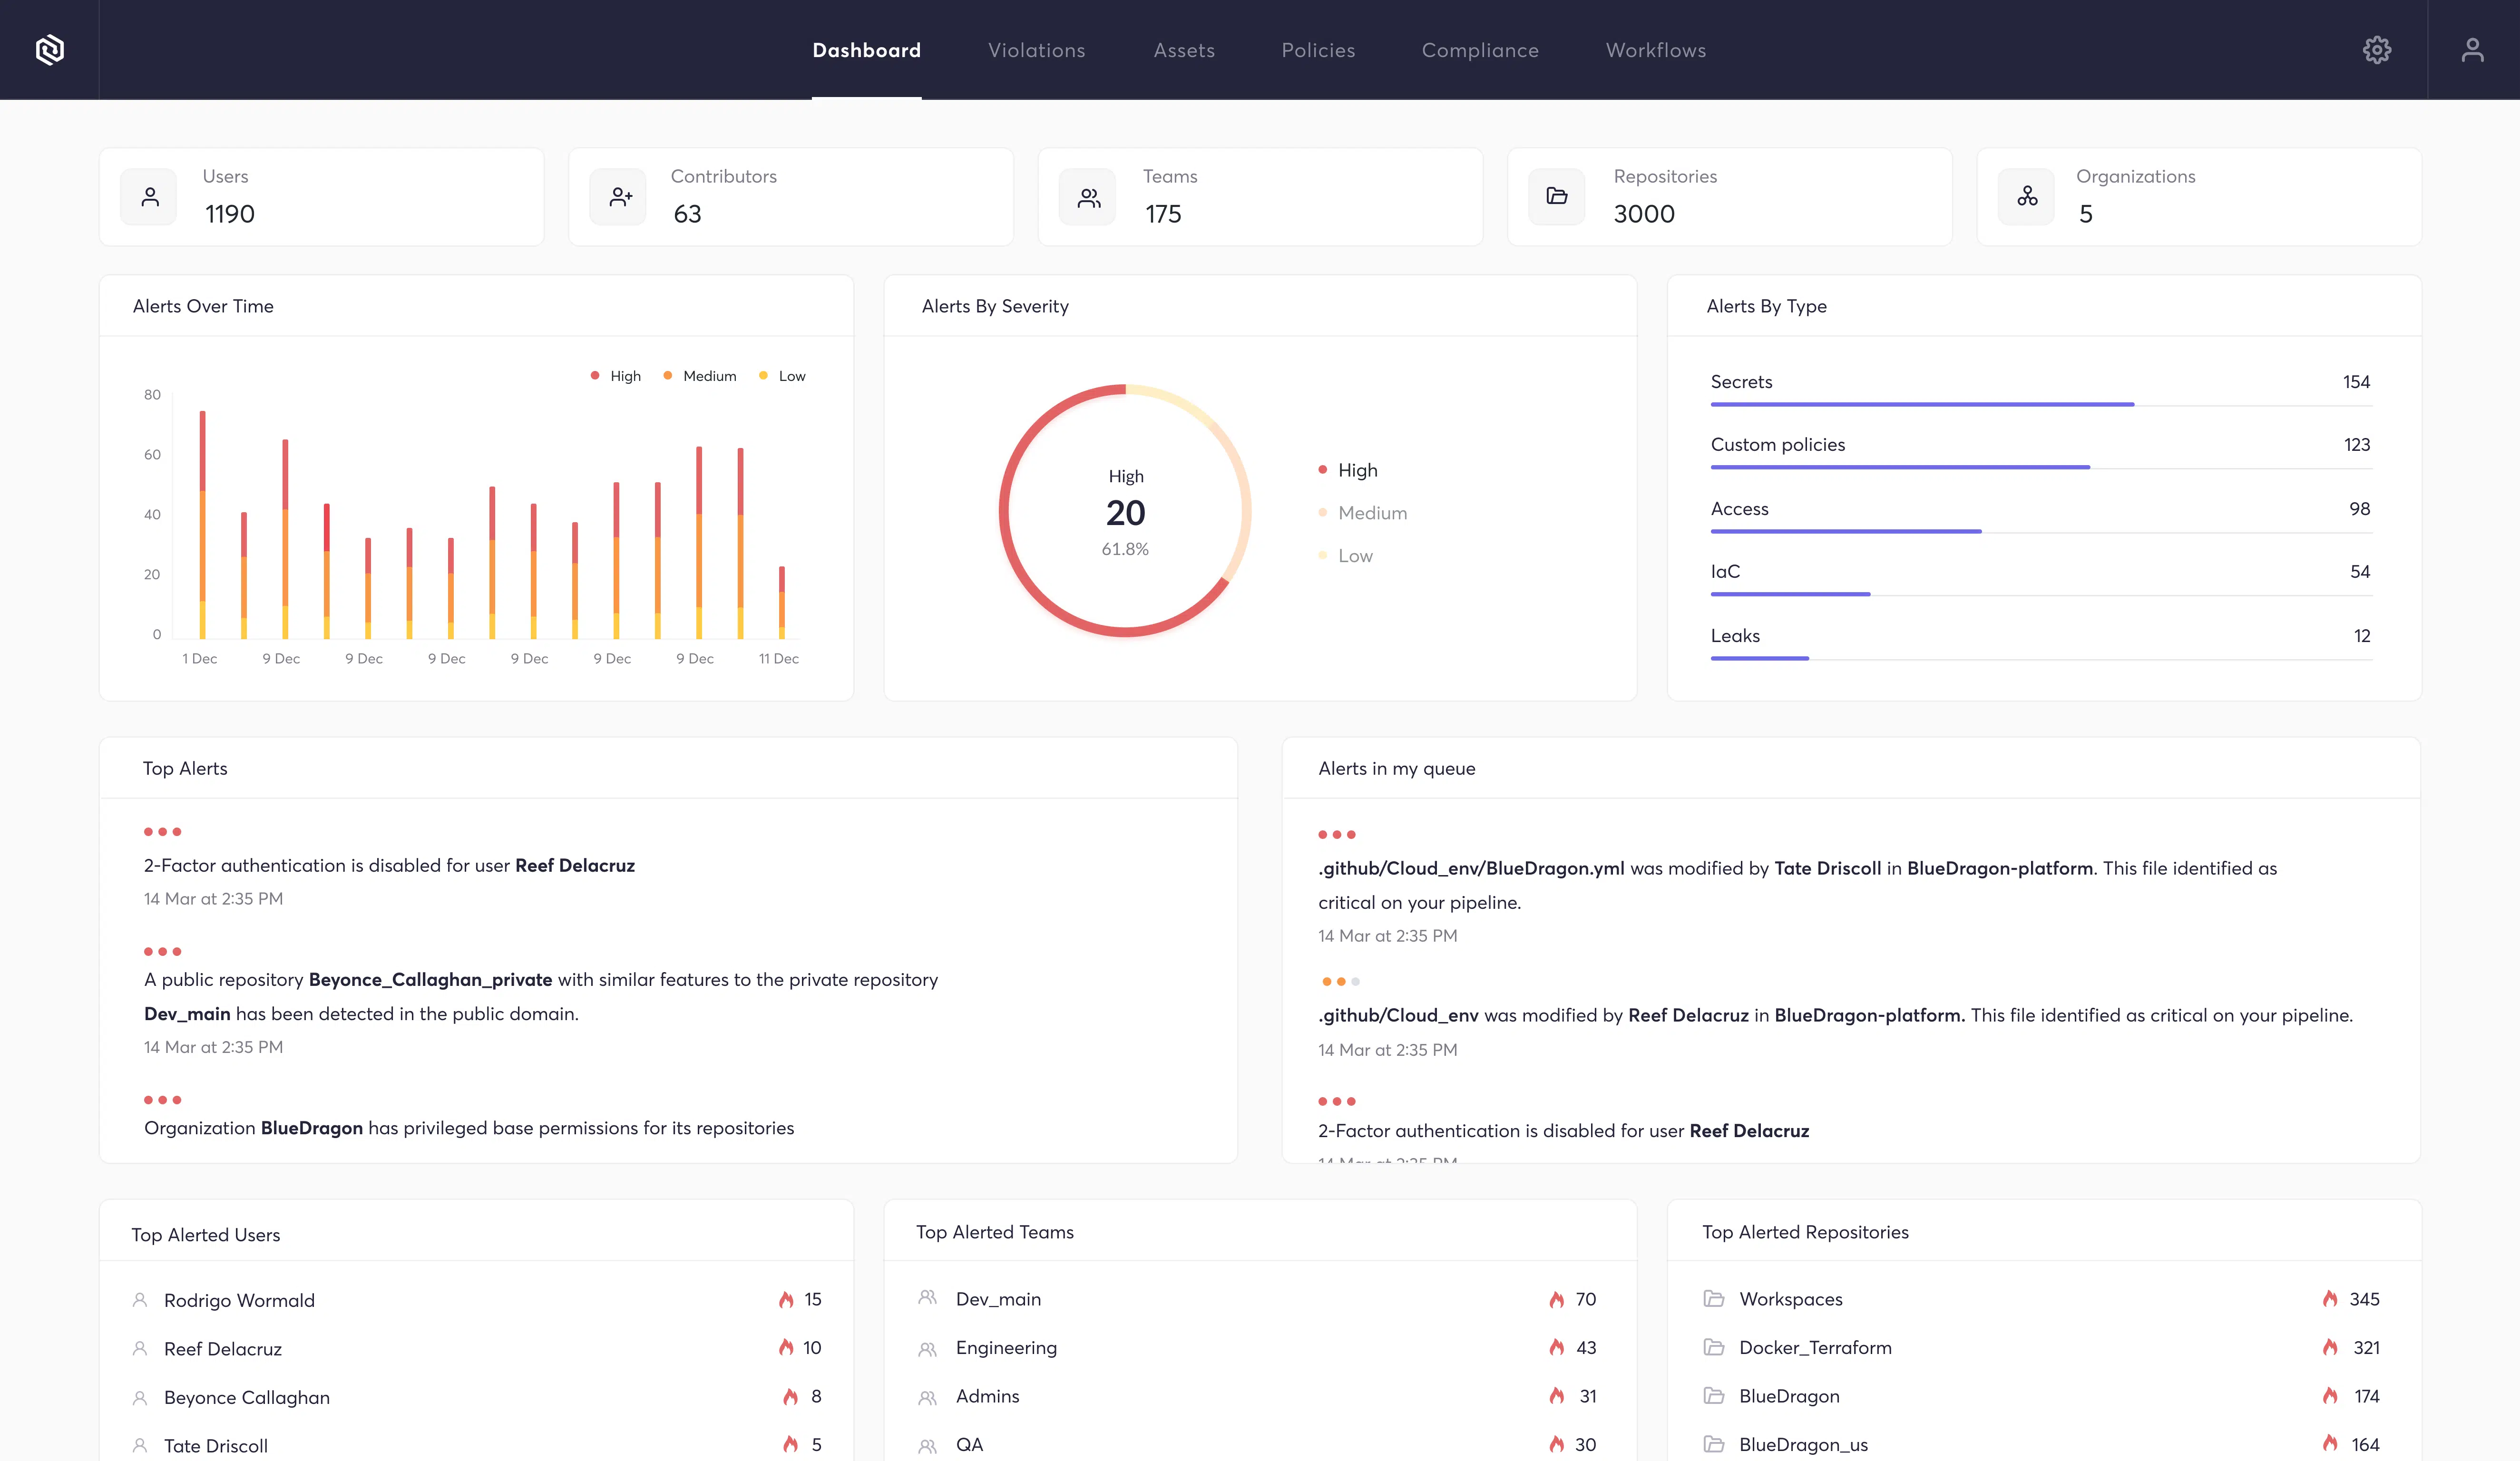 Dashboard
Violations
Assets
Policies
Compliance
Workflows
Users
1190
Contributors
63
Teams
175
Repositories
3000
Organizations
5
Alerts Over Time
High
Medium
Low
80
60
40
20
0
1 Dec
9 Dec
9 Dec
9 Dec
9 Dec
9 Dec
9 Dec
11 Dec
Alerts By Severity
High
20
61.8%
High
Medium
Low
Alerts By Type
Secrets 154
Custom policies 123
Access 98
IaC 54
Leaks 12
Top Alerts
2-Factor authentication is disabled for user Reef Delacruz
14 Mar at 2:35 PM
A public repository Beyonce_Callaghan_private with similar features to the private repository
Dev_main has been detected in the public domain.
14 Mar at 2:35 PM
Organization BlueDragon has privileged base permissions for its repositories
Alerts in my queue
.github/Cloud_env/BlueDragon.yml was modified by Tate Driscoll in BlueDragon-platform. This file identified as
critical on your pipeline.
14 Mar at 2:35 PM
.github/Cloud_env was modified by Reef Delacruz in BlueDragon-platform. This file identified as critical on your pipeline.
14 Mar at 2:35 PM
2-Factor authentication is disabled for user Reef Delacruz
14 Mar at 2:35 PM
Top Alerted Users
Rodrigo Wormald 15
Reef Delacruz 10
Beyonce Callaghan 8
Tate Driscoll 5
Top Alerted Teams
Dev_main 70
Engineering 43
Admins 31
QA 30
Top Alerted Repositories
Workspaces 345
Docker_Terraform 321
BlueDragon 174
BlueDragon_us 164